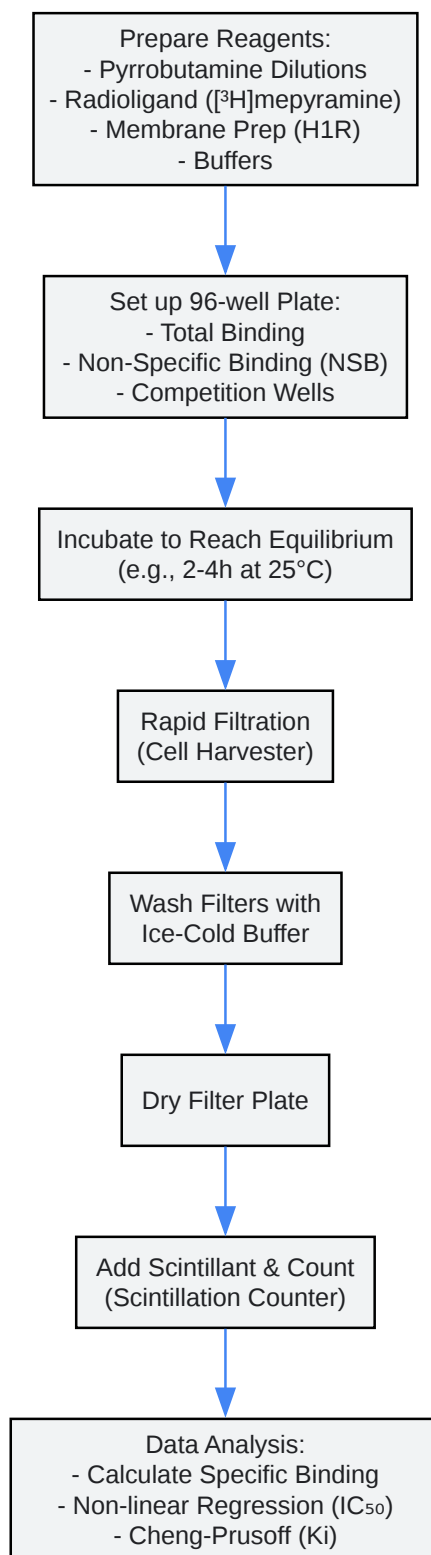 Prepare Reagents:
- Pyrrobutamine Dilutions
- Radioligand ([³H]mepyramine)
- Membrane Prep (H1R)
- Buffers
Set up 96-well Plate:
- Total Binding
- Non-Specific Binding (NSB)
- Competition Wells
Incubate to Reach Equilibrium
(e.g., 2-4h at 25°C)
Rapid Filtration
(Cell Harvester)
Wash Filters with
Ice-Cold Buffer
Dry Filter Plate
Add Scintillant & Count
(Scintillation Counter)
Data Analysis:
- Calculate Specific Binding
- Non-linear Regression (IC₅₀)
- Cheng-Prusoff (Ki)